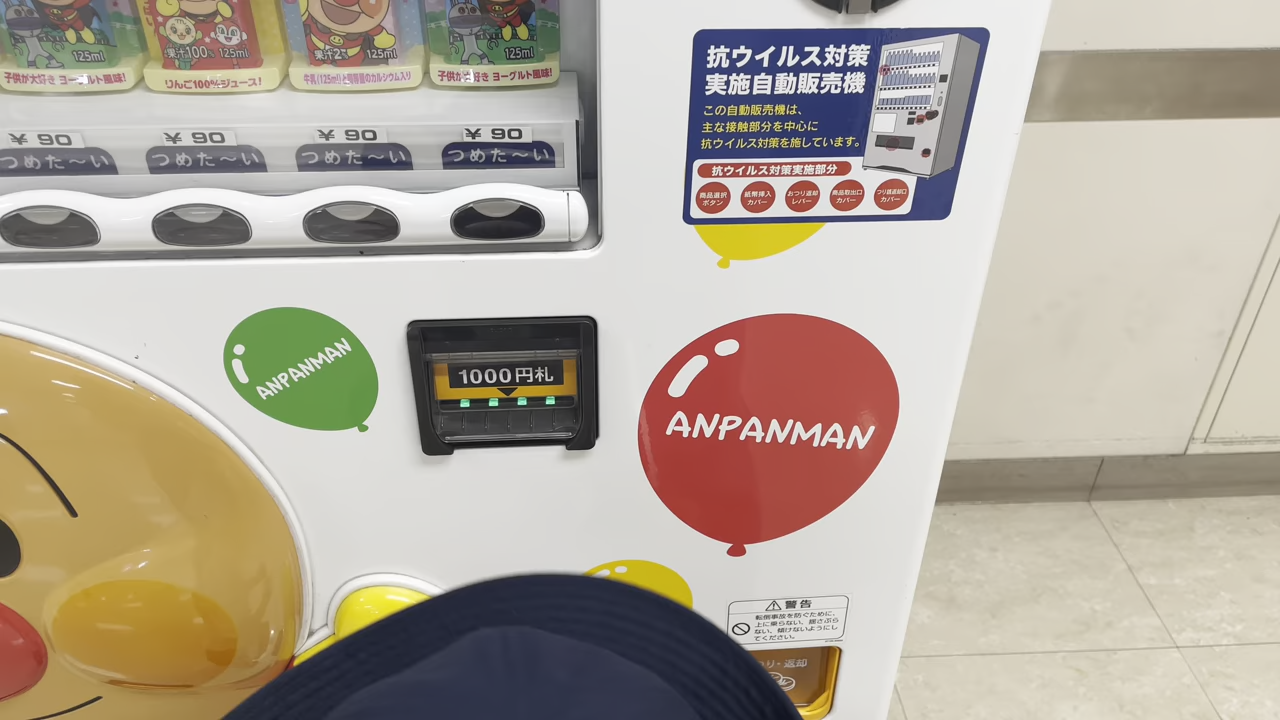 125ml
子供が大好き ヨーグルト風味!
果汁100% 125ml
りんご100%ジュース!
125ml
125ml
子供が大好き ヨーグルト風味!
¥ 90
¥ 90
¥ 90
¥ 90
つめた〜い
つめた〜い
つめた〜い
つめた〜い
抗ウイルス対策
実施自動販売機
この自動販売機は、
主な接触部分を中心に
抗ウイルス対策を施しています。
抗ウイルス対策実施部分
商品選択
ボタン
紙幣挿入
カバー
おつり返却
レバー
商品取出口
カバー
つり銭返却口
カバー
ANPANMAN
1000円札
ANPANMAN
警告
転倒事故を防ぐために、
上に乗らない、揺さぶら
ない、傾けないようにし
てください。
り・返却